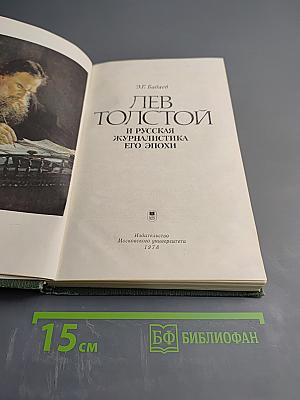 Э.Г. Бабаев
ЛЕВ
ТОЛСТОЙ
И РУССКАЯ
ЖУРНАЛИСТИКА
ЕГО ЭПОХИ
Издательство
Московского университета
1978
15 см
БФ БИБЛИОФАН